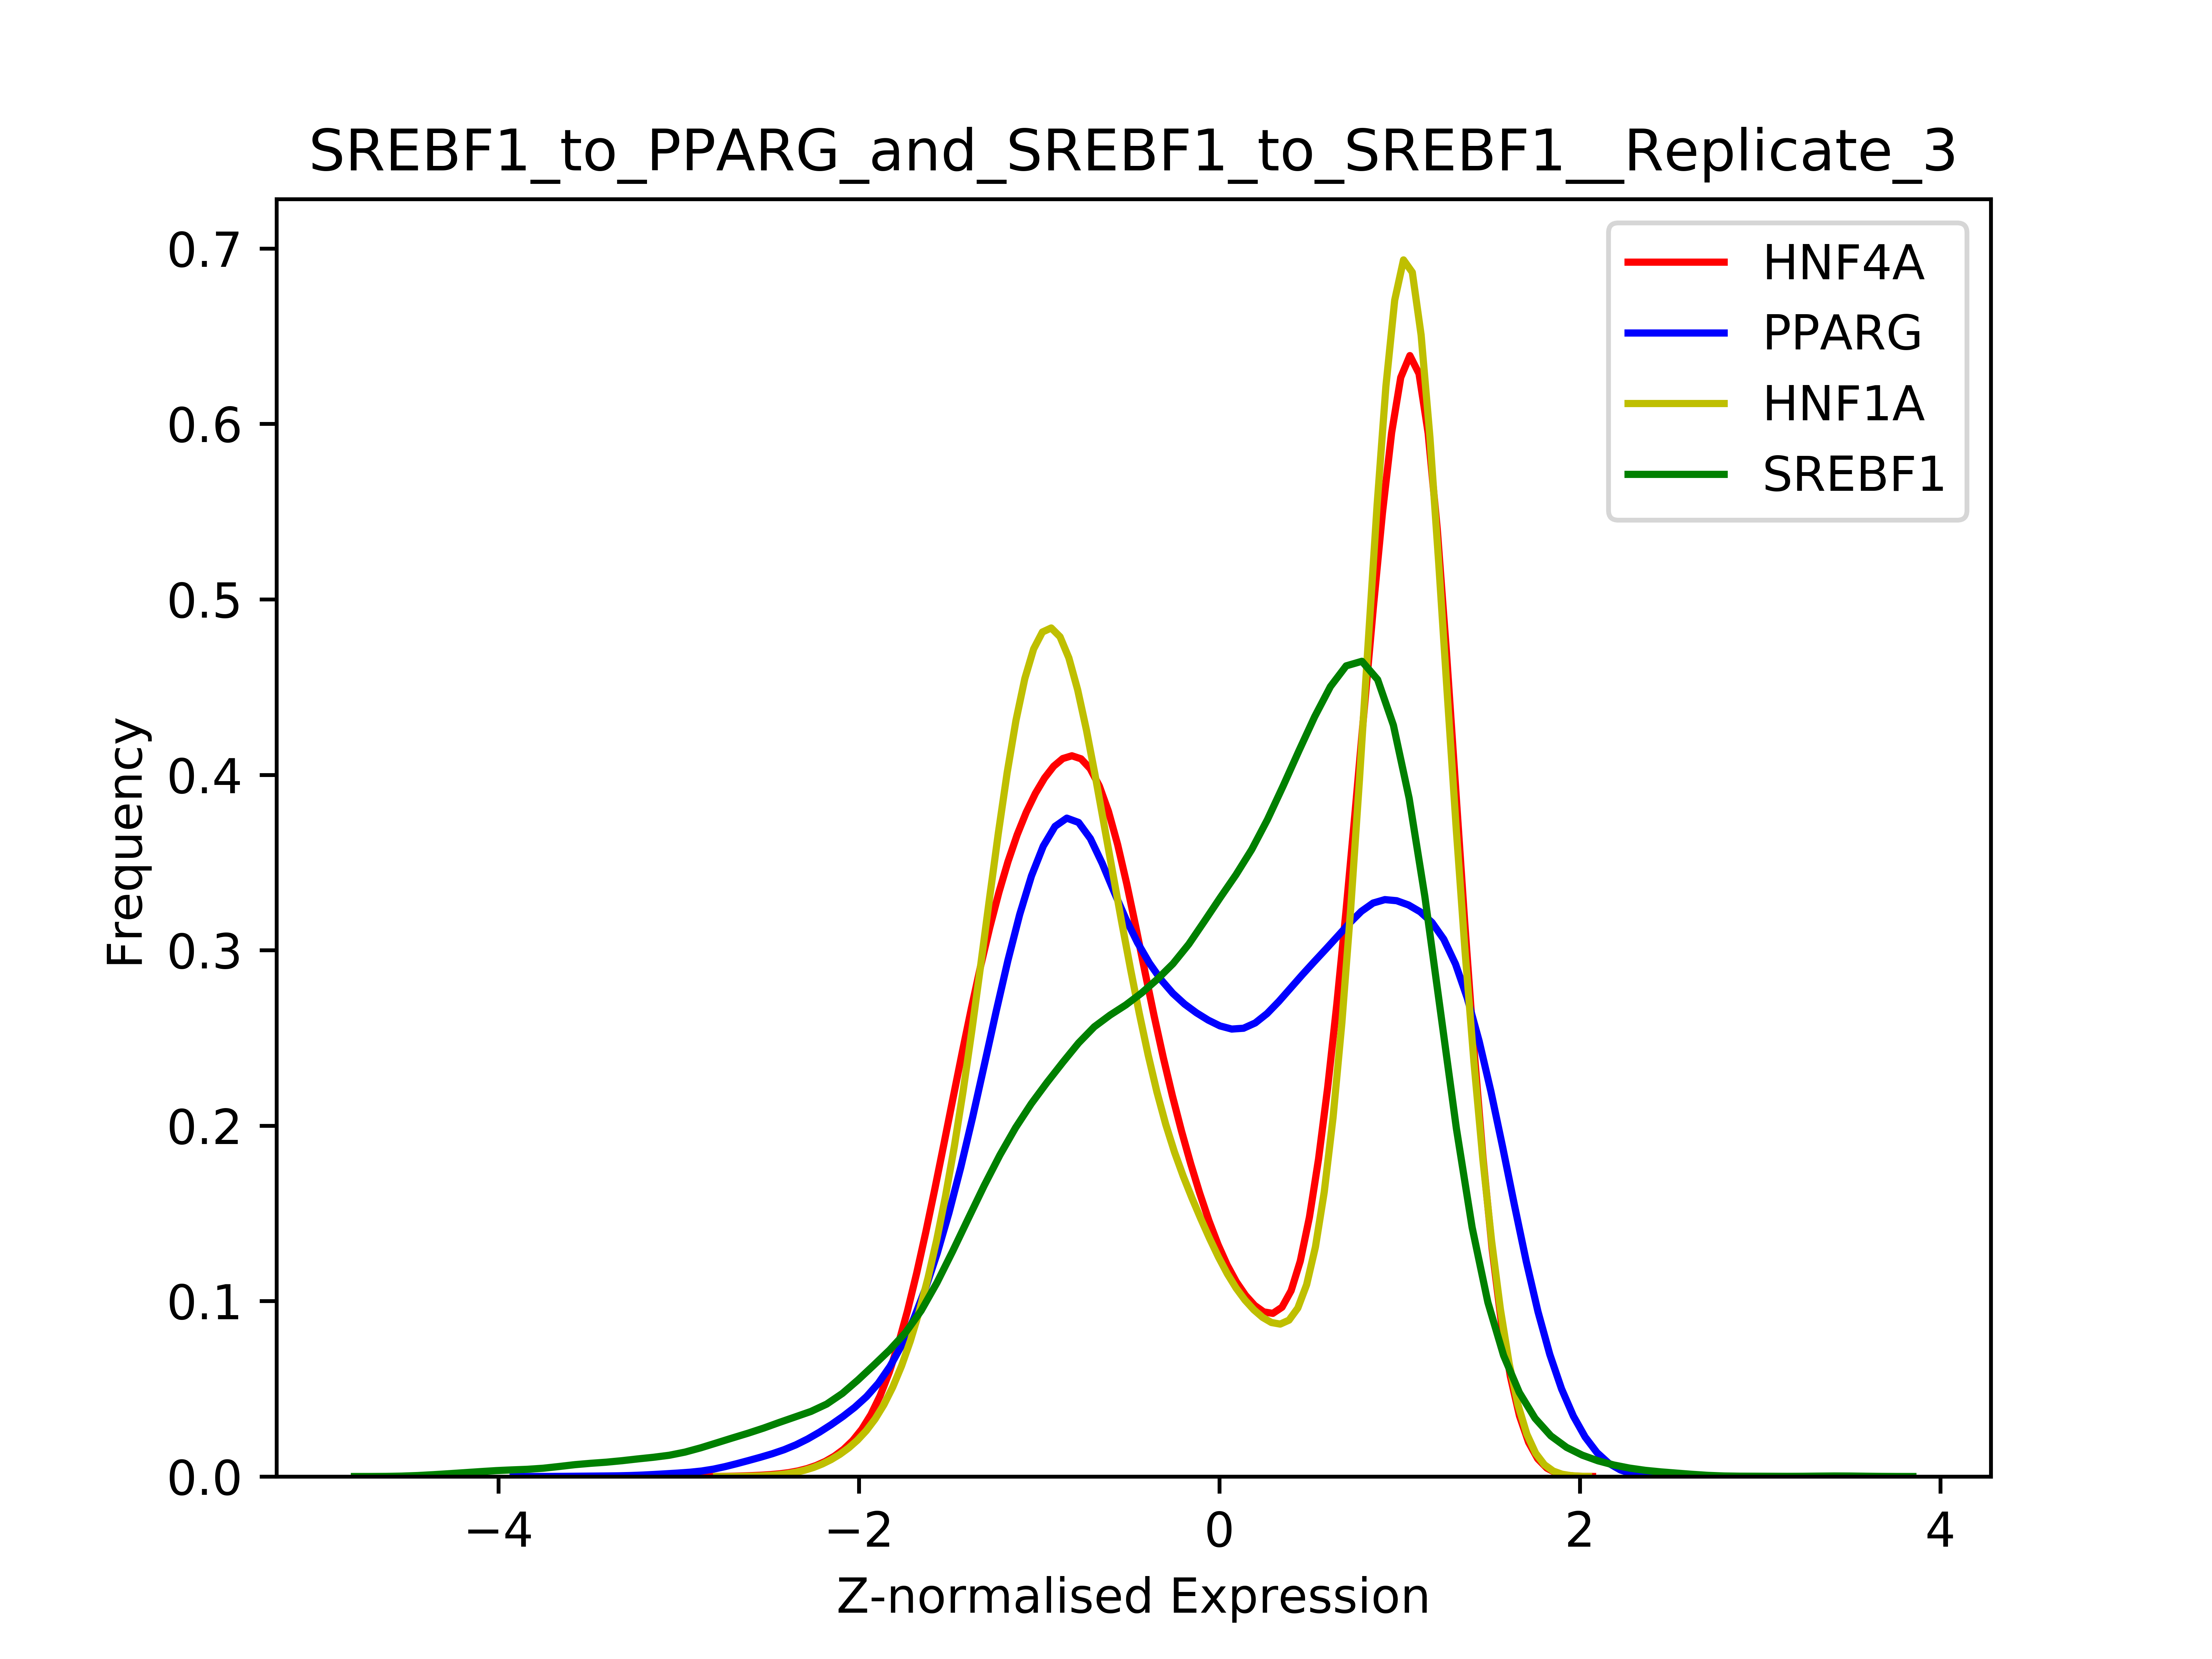 SREBF1_to_PPARG_and_SREBF1_to_SREBF1__Replicate_3
0.7
0.6
0.5
0.4
0.3
0.2
0.1
0.0
Frequency
HNF4A
PPARG
HNF1A
SREBF1
−4
−2
0
2
4
Z-normalised Expression